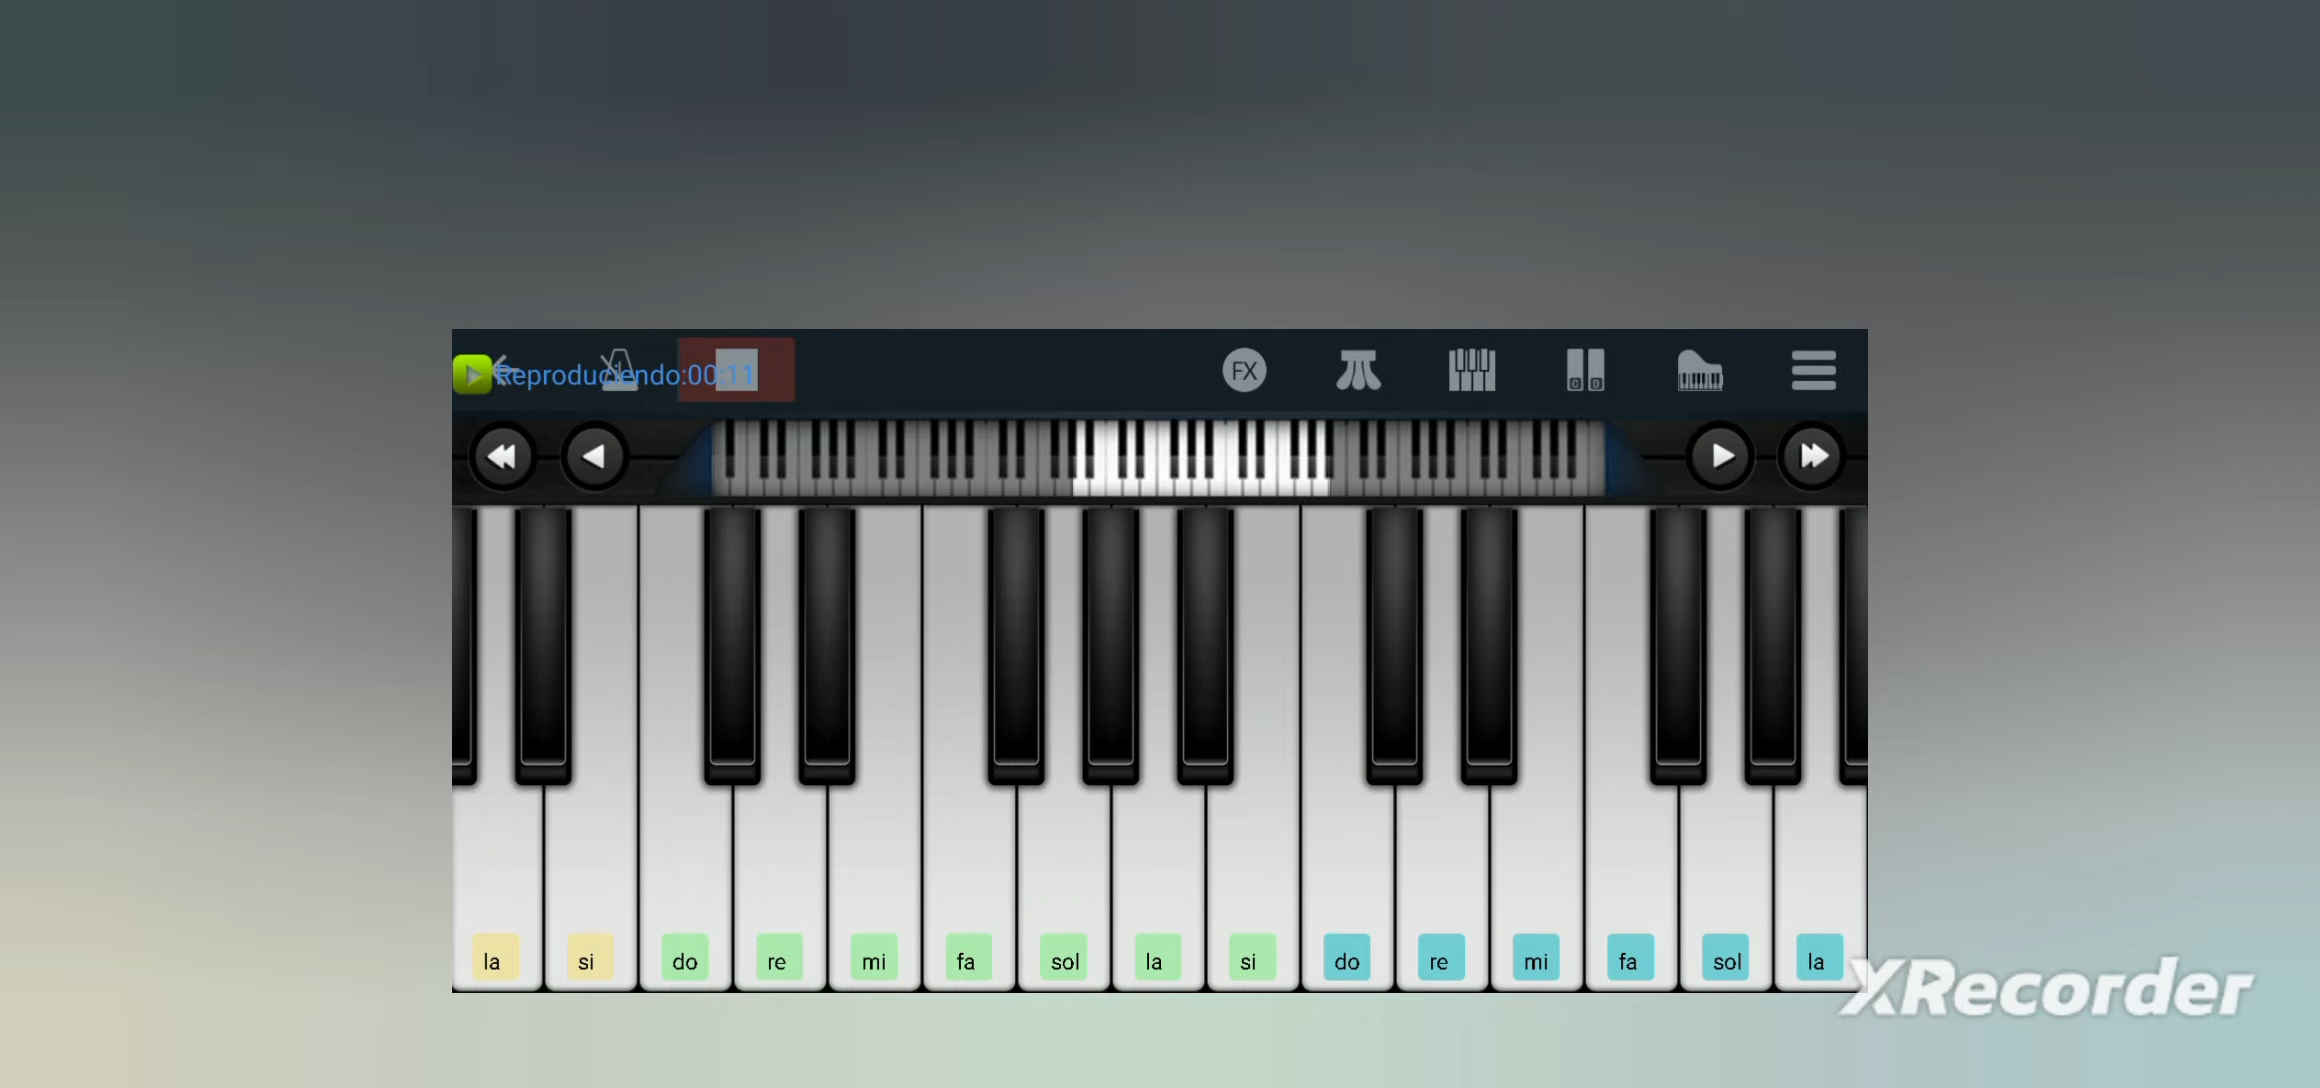 Reproduciendo:00:11
FX
la si do re mi fa sol la si do re mi fa sol la
XRecorder